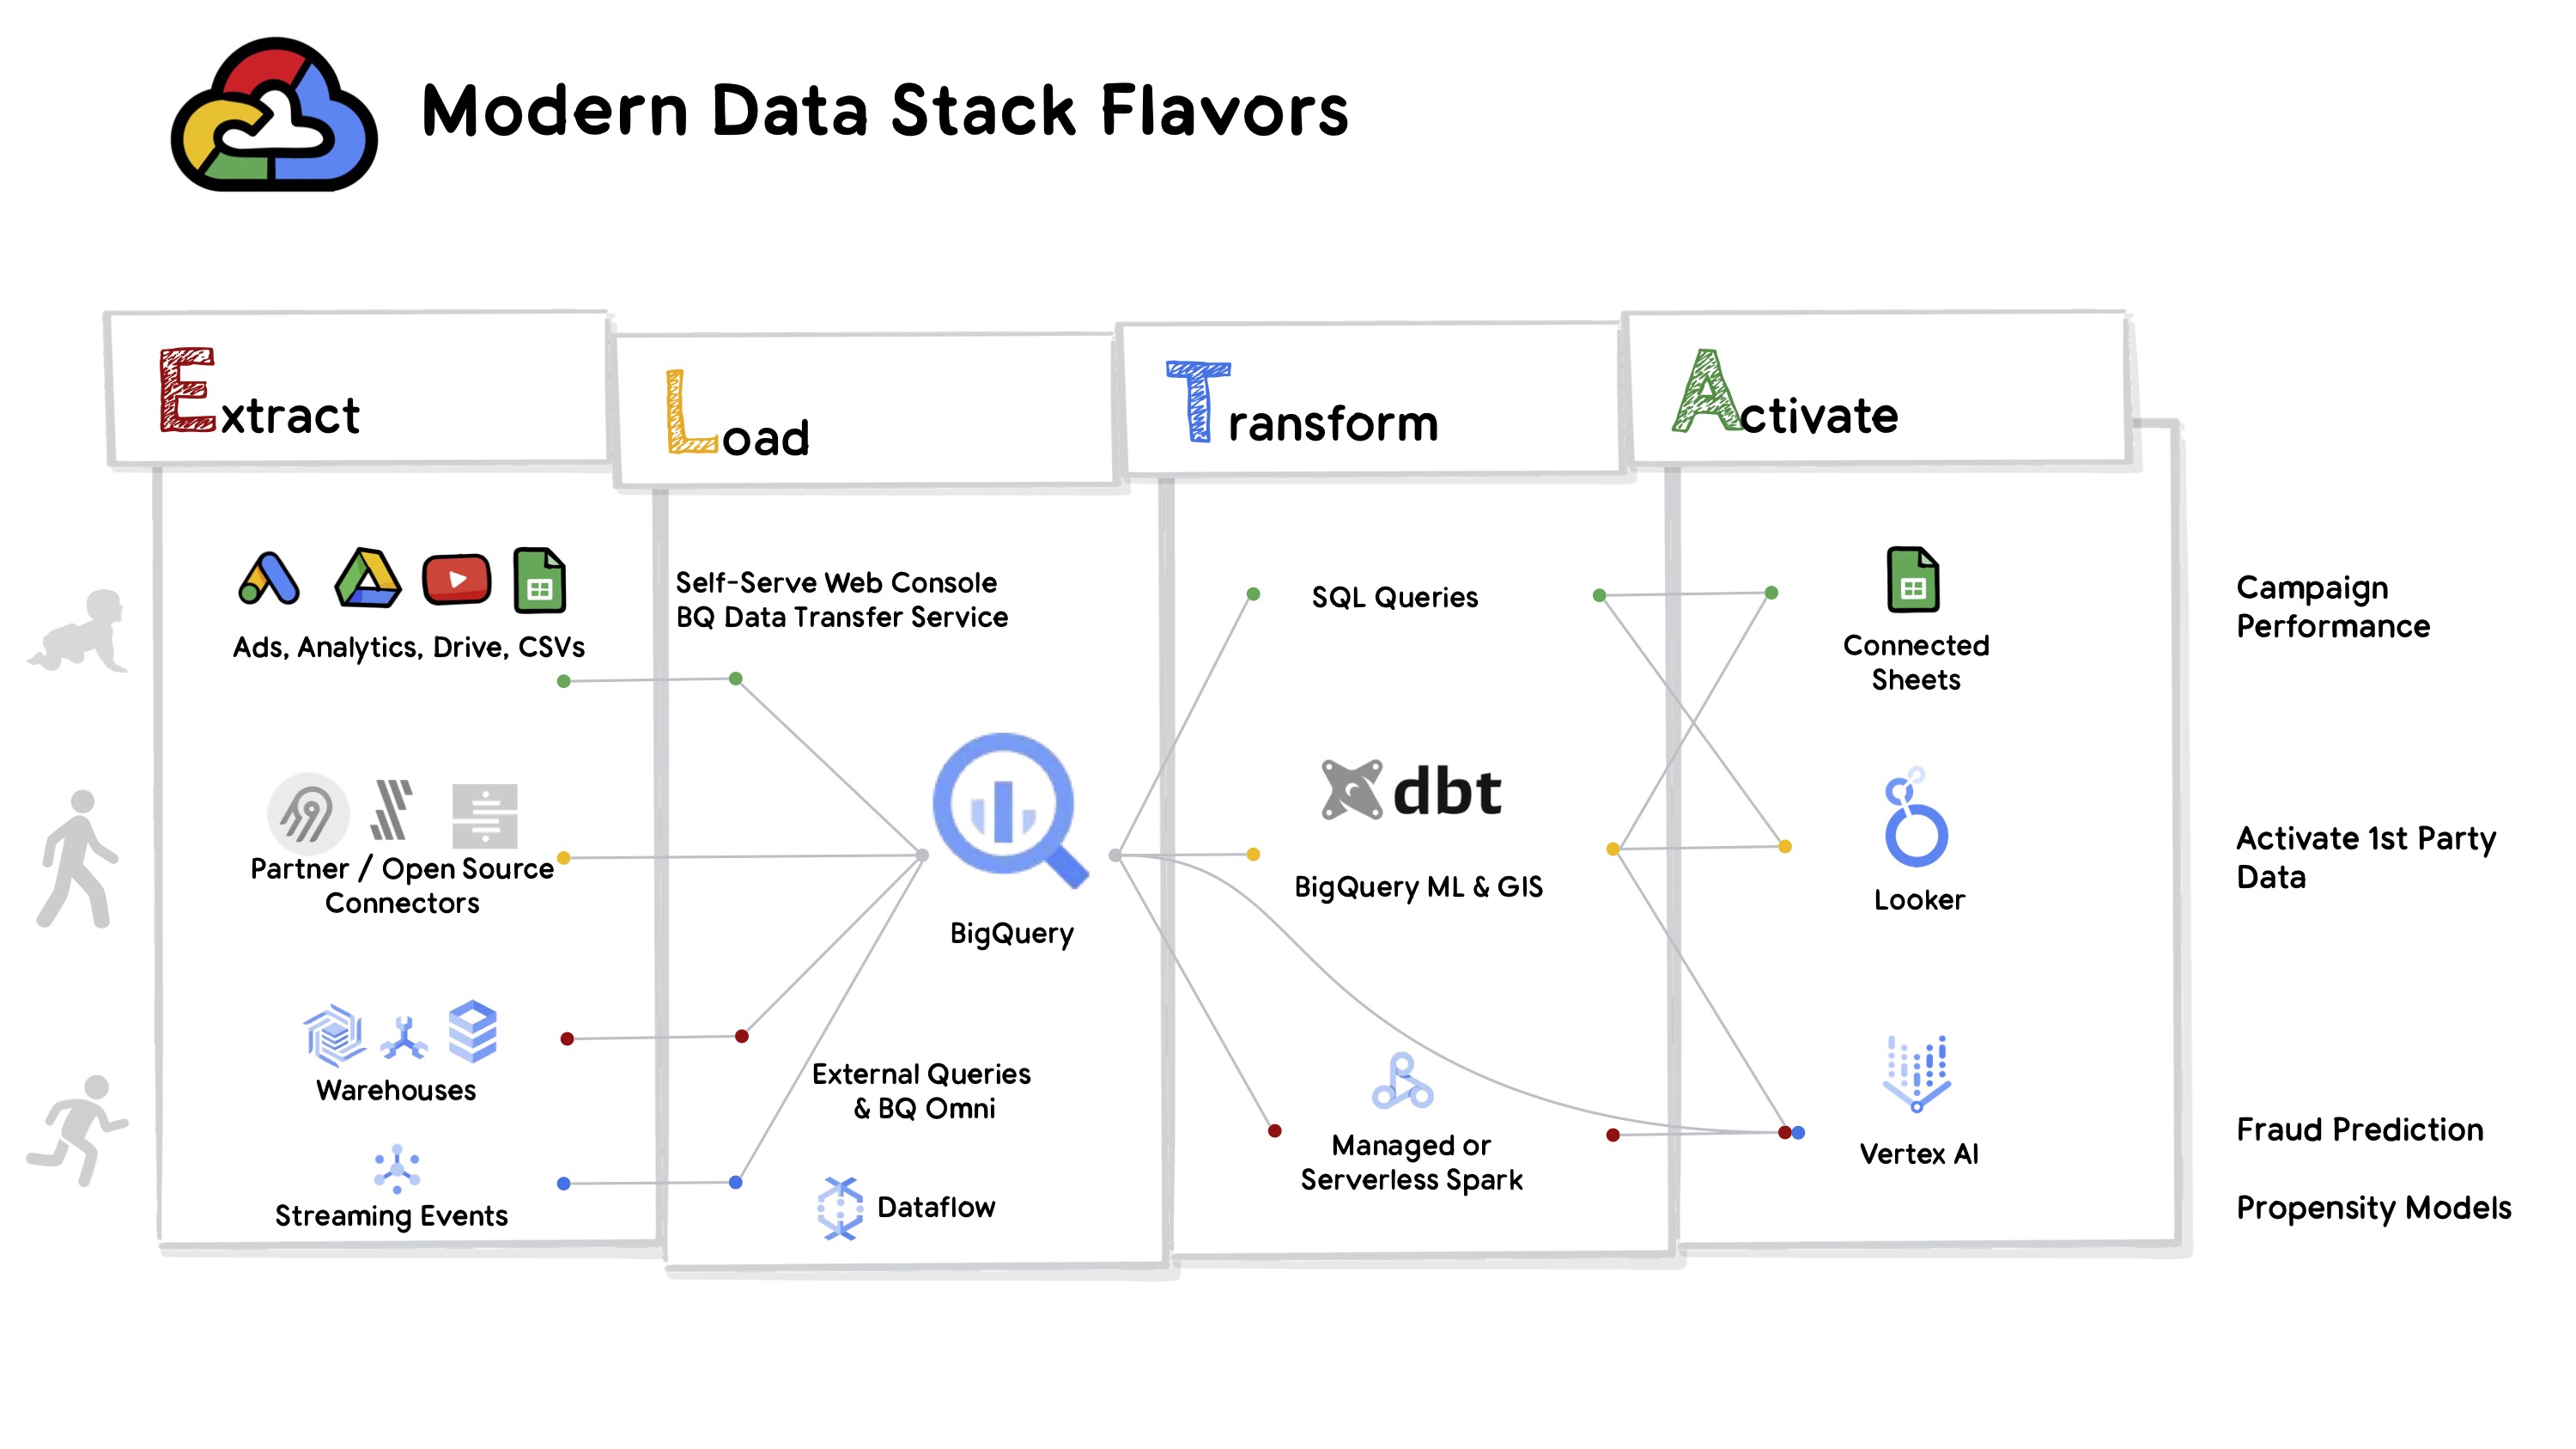 Modern Data Stack Flavors
Extract
Load
Transform
Activate
Ads, Analytics, Drive, CSVs
Partner / Open Source
Connectors
Warehouses
Streaming Events
Self-Serve Web Console
BQ Data Transfer Service
BigQuery
External Queries
& BQ Omni
Dataflow
SQL Queries
dbt
BigQuery ML & GIS
Managed or
Serverless Spark
Connected
Sheets
Looker
Vertex AI
Campaign
Performance
Activate 1st Party
Data
Fraud Prediction
Propensity Models